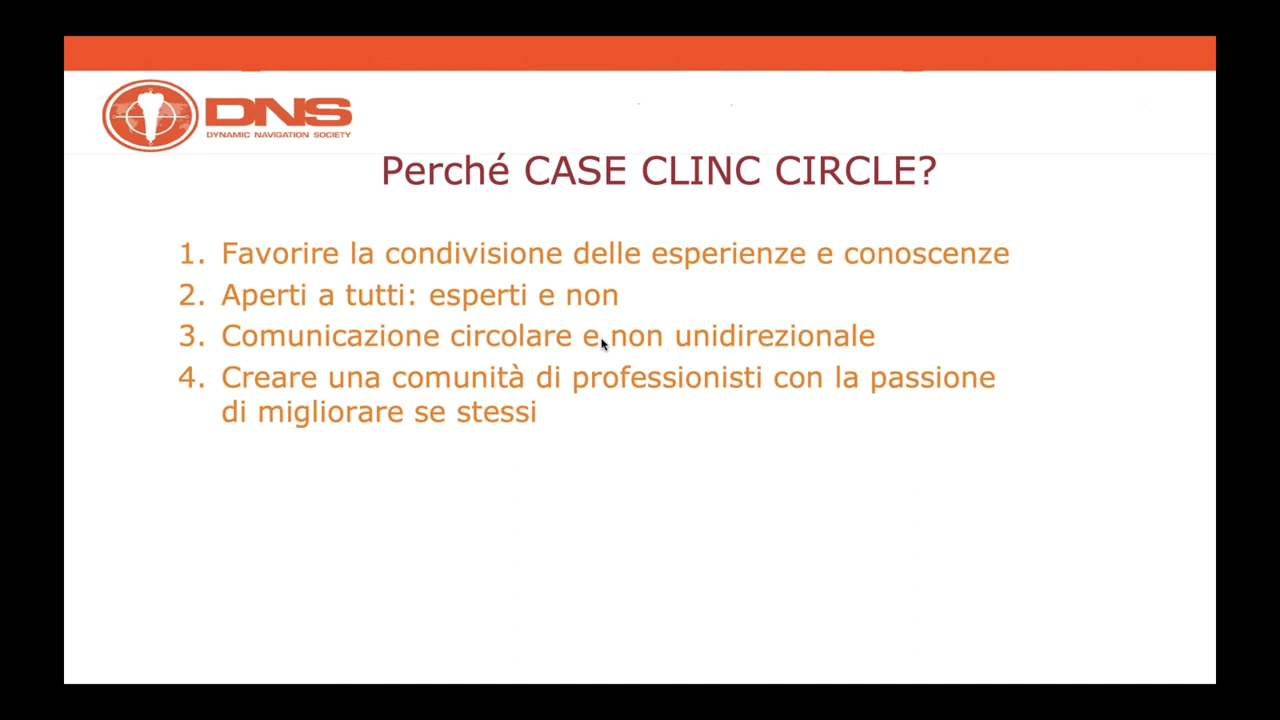 DNS
DYNAMIC NAVIGATION SOCIETY
Perché CASE CLINC CIRCLE?
1. Favorire la condivisione delle esperienze e conoscenze
2. Aperti a tutti: esperti e non
3. Comunicazione circolare e non unidirezionale
4. Creare una comunità di professionisti con la passione
di migliorare se stessi